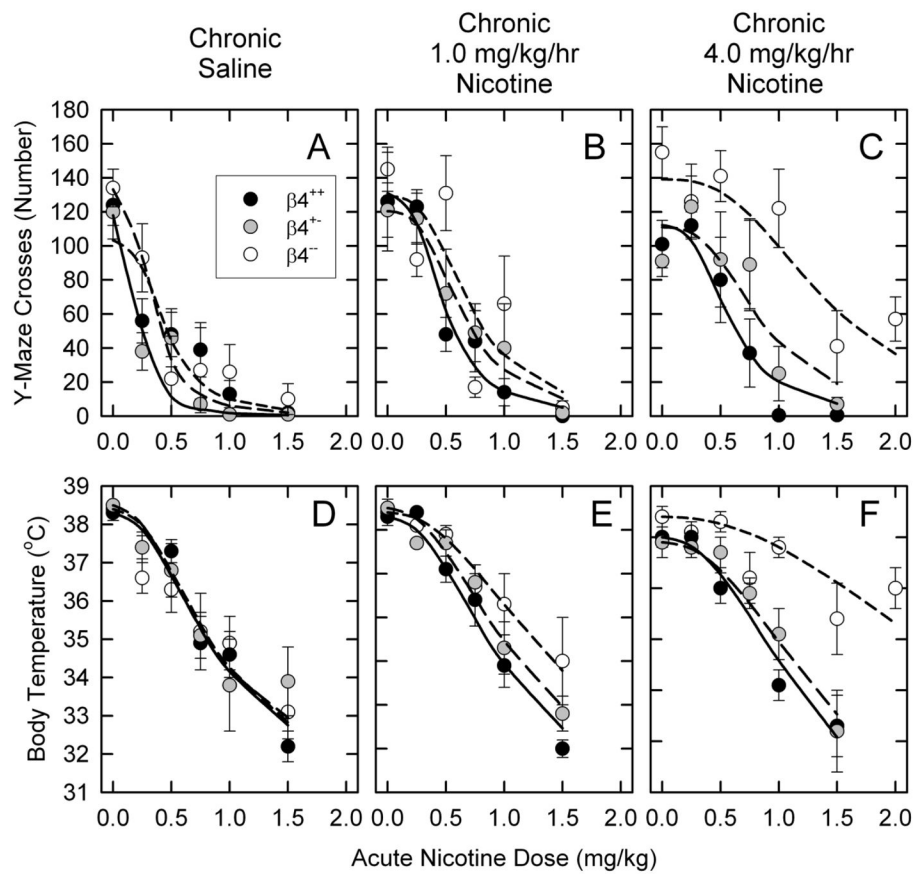 Chronic
Saline
Chronic
1.0 mg/kg/hr
Nicotine
Chronic
4.0 mg/kg/hr
Nicotine
Y-Maze Crosses (Number)
180
160
140
120
100
80
60
40
20
0
A
β4++
β4+-
β4--
B
C
0.0 0.5 1.0 1.5 2.0
0.0 0.5 1.0 1.5 2.0
0.0 0.5 1.0 1.5 2.0
Body Temperature (°C)
39
38
37
36
35
34
33
32
31
D
E
F
0.0 0.5 1.0 1.5 2.0
0.0 0.5 1.0 1.5 2.0
0.0 0.5 1.0 1.5 2.0
Acute Nicotine Dose (mg/kg)